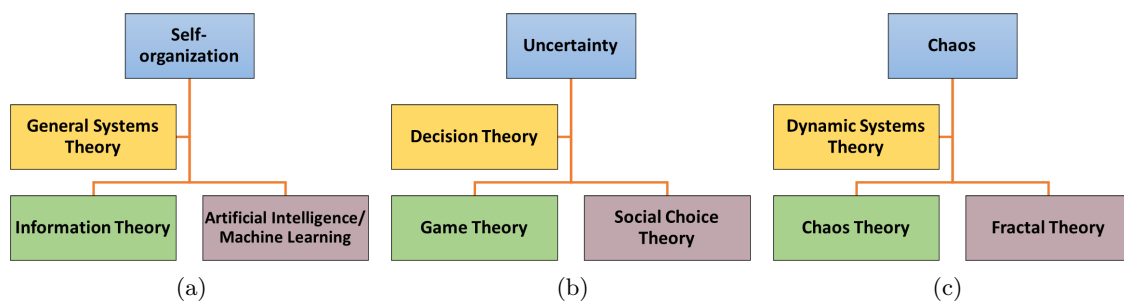 Self-
organization
General Systems
Theory
Information Theory
Artificial Intelligence/
Machine Learning
(a)
Uncertainty
Decision Theory
Game Theory
Social Choice
Theory
(b)
Chaos
Dynamic Systems
Theory
Chaos Theory
Fractal Theory
(c)